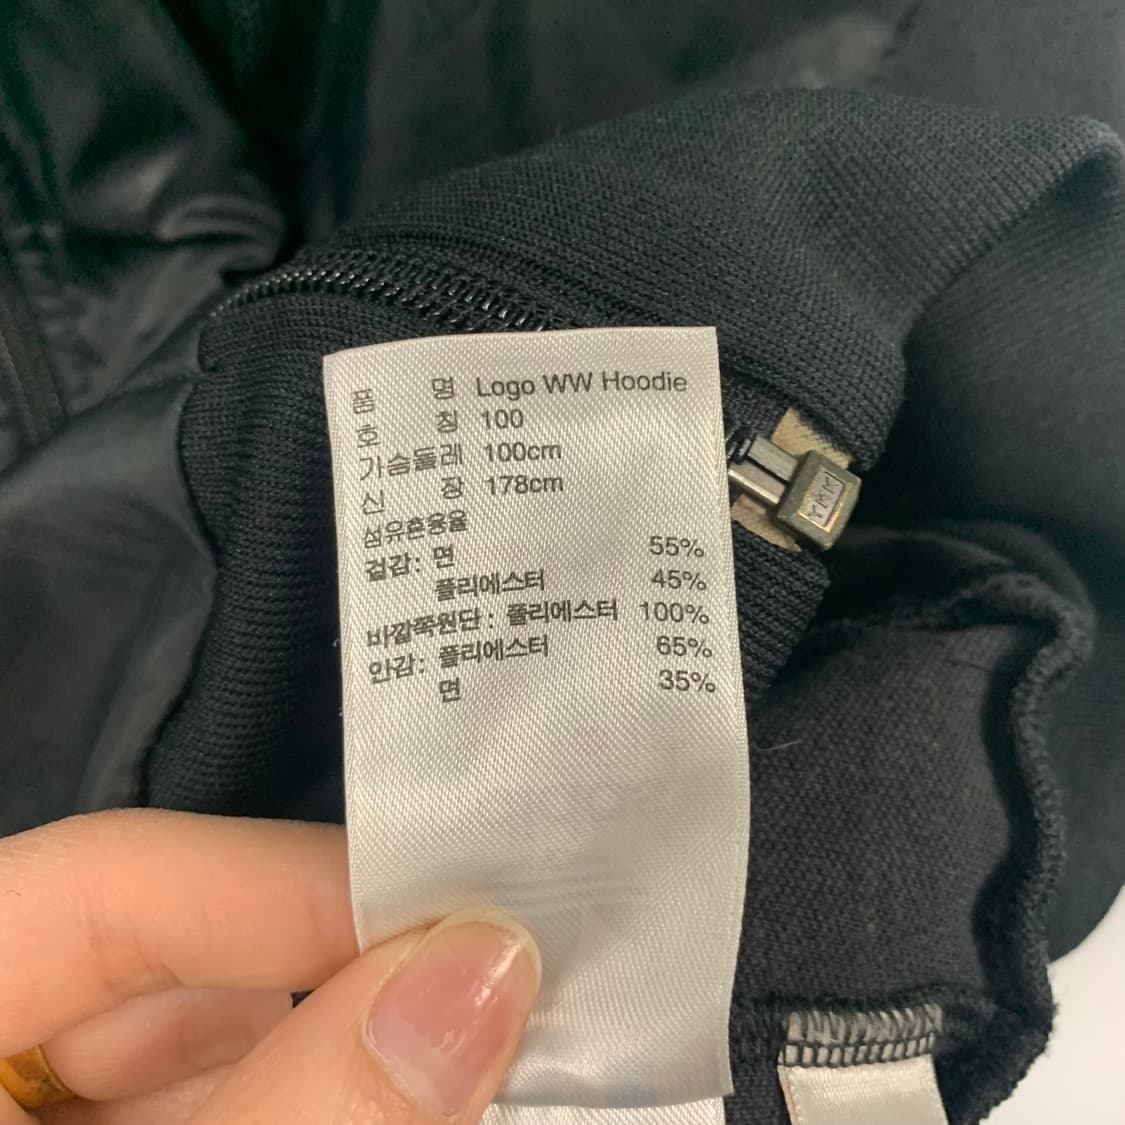 품 명 Logo WW Hoodie
호 칭 100
가슴둘레 100cm
신 장 178cm
섬유혼용율
겉감: 면 55%
폴리에스터 45%
바깥쪽원단: 폴리에스터 100%
안감: 폴리에스터 65%
면 35%
YKK